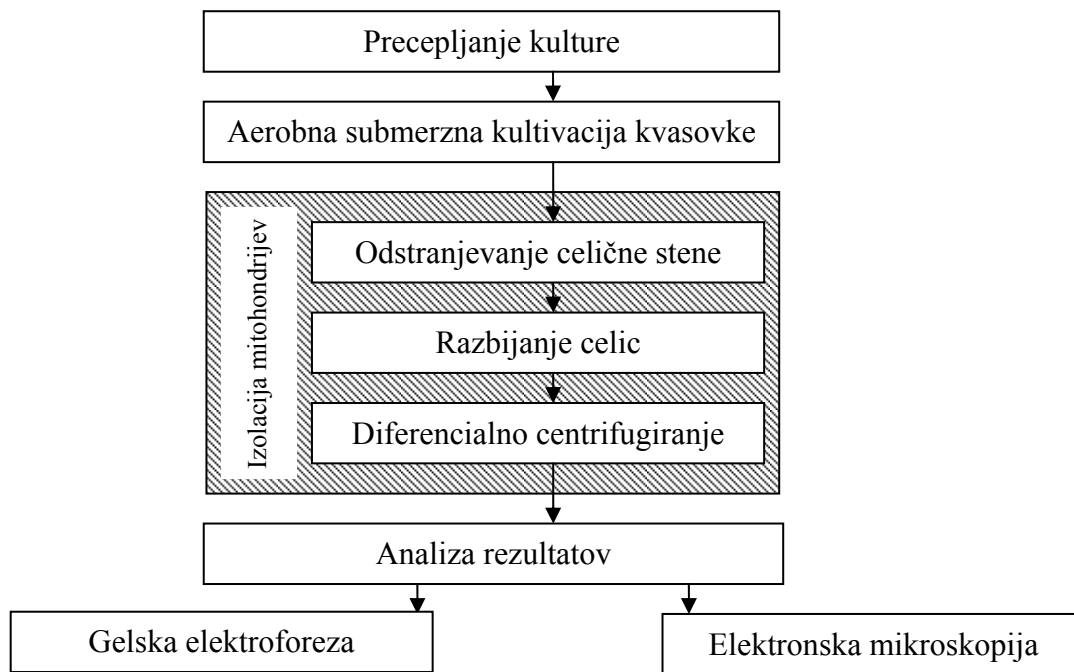 Precepljanje kulture
Aerobna submerzna kultivacija kvasovke
Izolacija mitohondrijev
Odstranjevanje celične stene
Razbijanje celic
Diferencialno centrifugiranje
Analiza rezultatov
Gelska elektroforeza
Elektronska mikroskopija